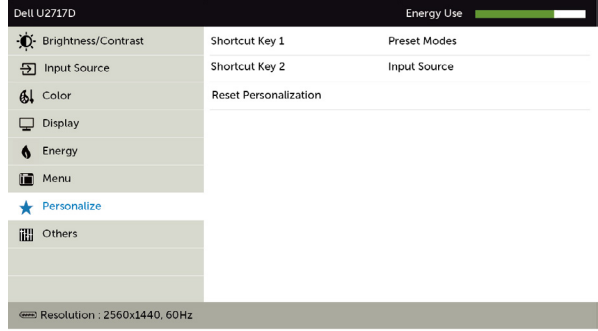 Dell U2717D Energy Use
Brightness/Contrast Shortcut Key 1 Preset Modes
Input Source Shortcut Key 2 Input Source
Color Reset Personalization
Display
Energy
Menu
Personalize
Others
Resolution : 2560x1440, 60Hz